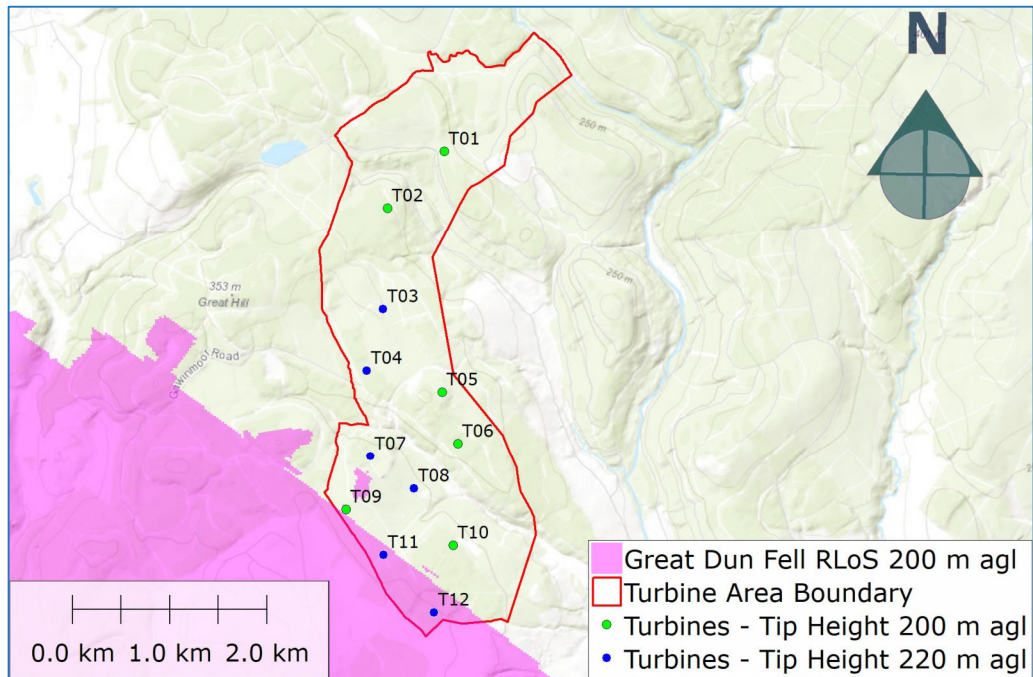 N
250 m
T01
T02
250 m
353 m
Great Hill
T03
Gawinmoor Road
T04
T05
T06
T07
T08
T09
T10
T11
T12
0.0 km 1.0 km 2.0 km
Great Dun Fell RLoS 200 m agl
Turbine Area Boundary
Turbines - Tip Height 200 m agl
Turbines - Tip Height 220 m agl